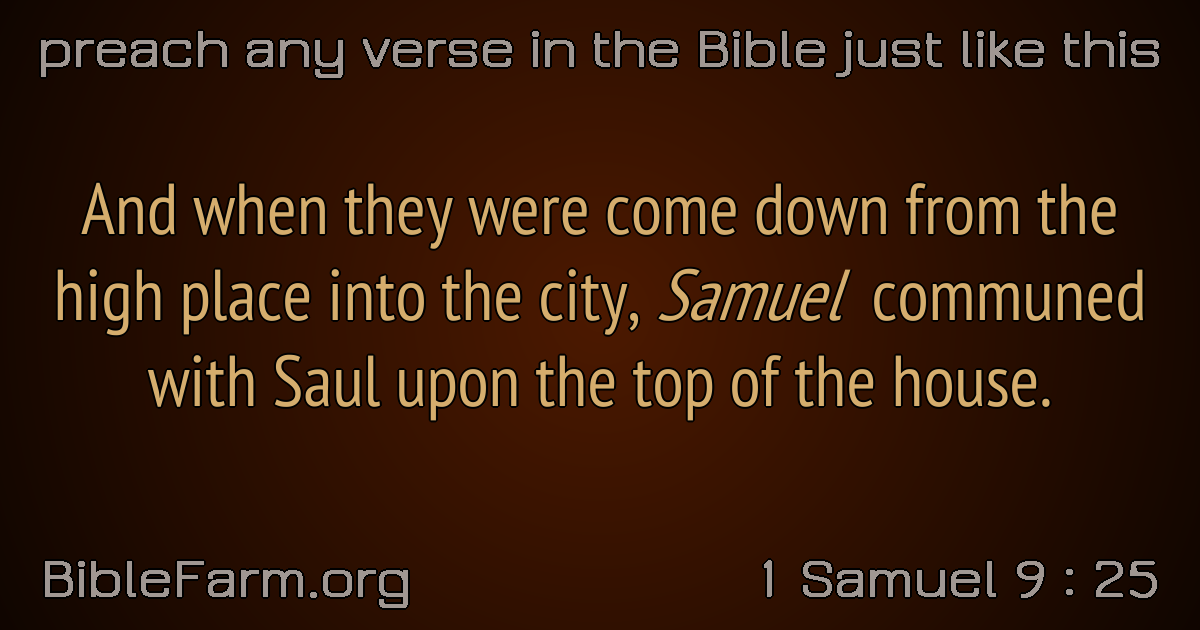 preach any verse in the Bible just like this
And when they were come down from the
high place into the city, Samuel communed
with Saul upon the top of the house.
BibleFarm.org
1 Samuel 9 : 25